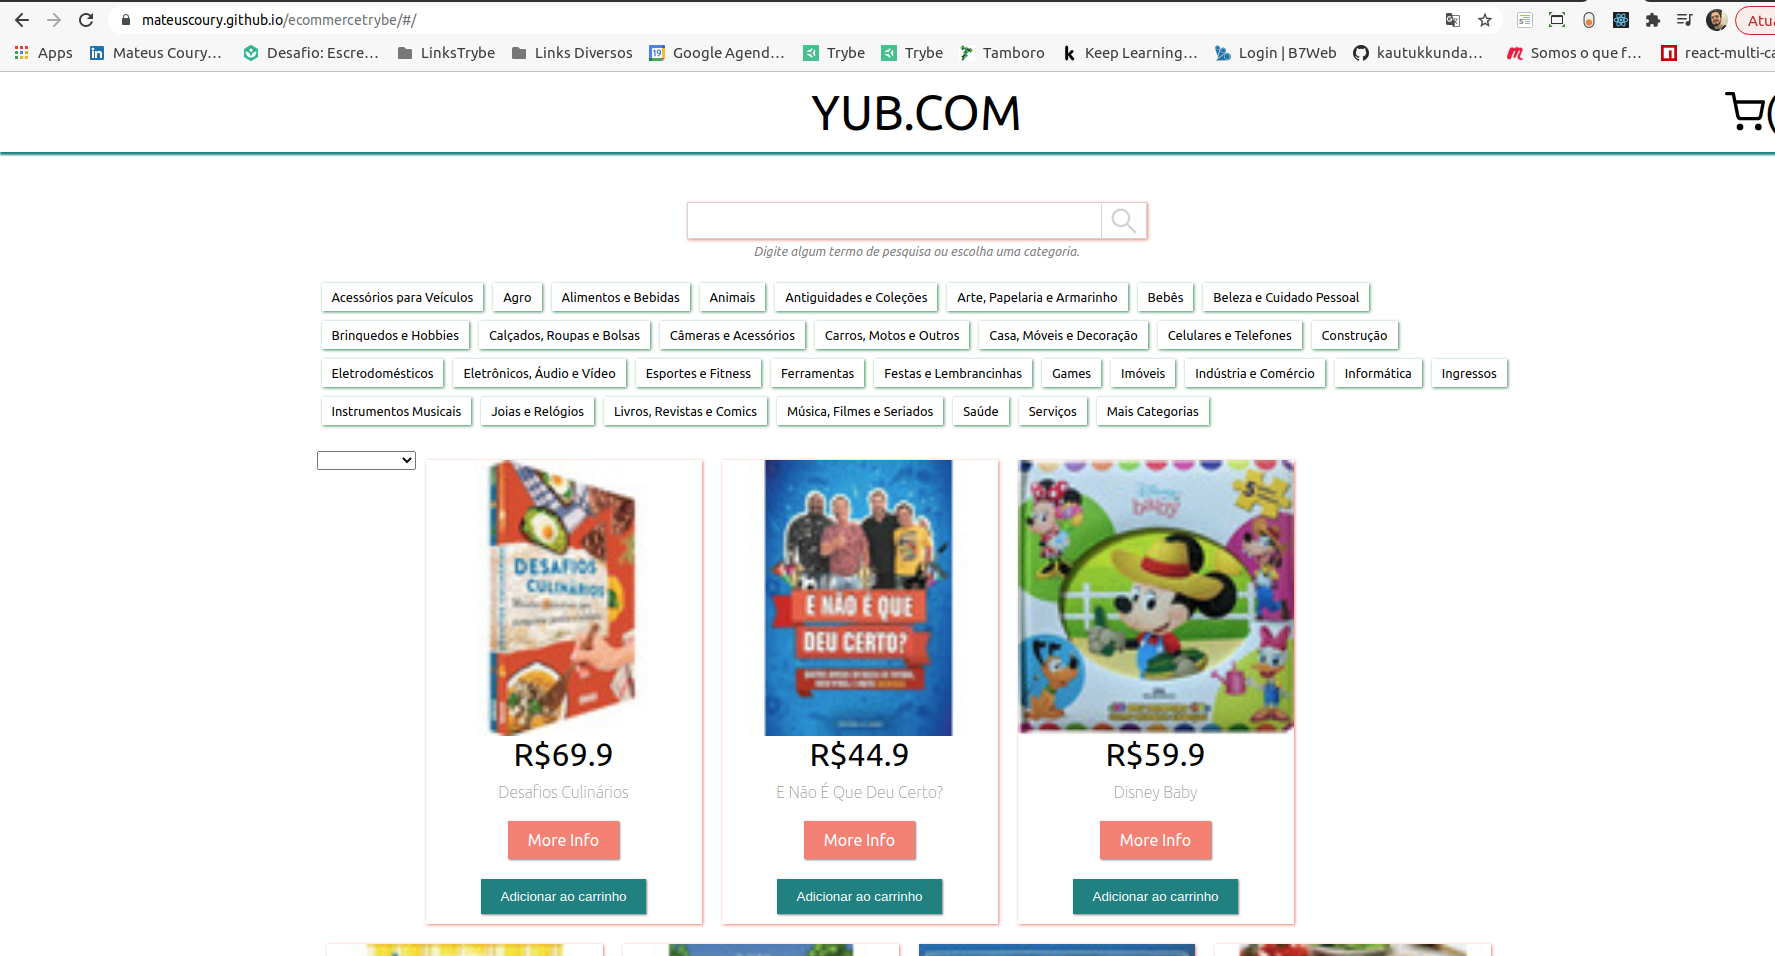 mateuscoury.github.io/ecommercetrybe/#/
Atua
Apps Mateus Coury... Desafio: Escre... LinksTrybe Links Diversos Google Agend... Trybe Trybe Tamboro Keep Learning... Login | B7Web kautukkunda... Somos o que f... react-multi-ca
YUB.COM
Digite algum termo de pesquisa ou escolha uma categoria.
Acessórios para Veículos Agro Alimentos e Bebidas Animais Antiguidades e Coleções Arte, Papelaria e Armarinho Bebês Beleza e Cuidado Pessoal
Brinquedos e Hobbies Calçados, Roupas e Bolsas Câmeras e Acessórios Carros, Motos e Outros Casa, Móveis e Decoração Celulares e Telefones Construção
Eletrodomésticos Eletrônicos, Áudio e Vídeo Esportes e Fitness Ferramentas Festas e Lembrancinhas Games Imóveis Indústria e Comércio Informática Ingressos
Instrumentos Musicais Joias e Relógios Livros, Revistas e Comics Música, Filmes e Seriados Saúde Serviços Mais Categorias
DESAFIOS
CULINÁRIOS
E NÃO É QUE
DEU CERTO?
Disney
baby
5
R$69.9 R$44.9 R$59.9
Desafios Culinários E Não É Que Deu Certo? Disney Baby
More Info More Info More Info
Adicionar ao carrinho Adicionar ao carrinho Adicionar ao carrinho